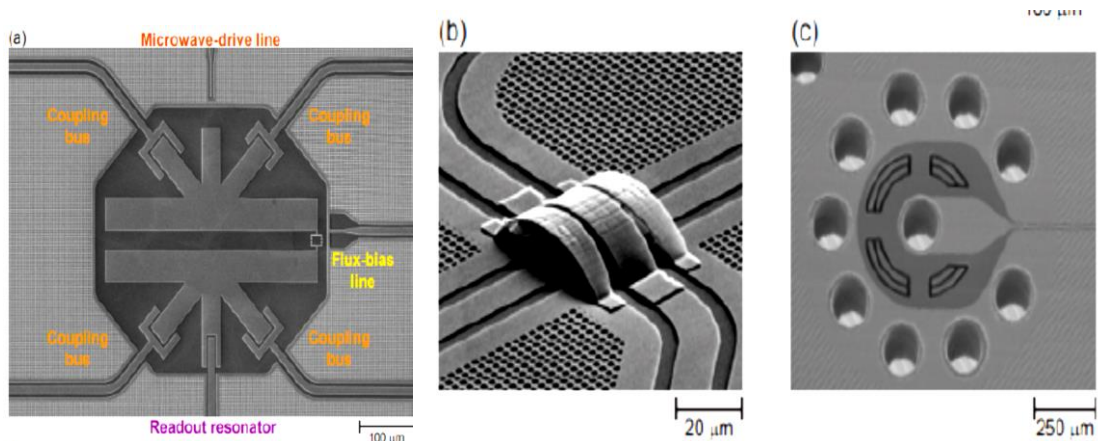 (a)
Microwave-drive line
Coupling
bus
Coupling
bus
Flux-bias
line
Coupling
bus
Coupling
bus
Readout resonator
100 µm
(b)
20 µm
(c)
250 µm